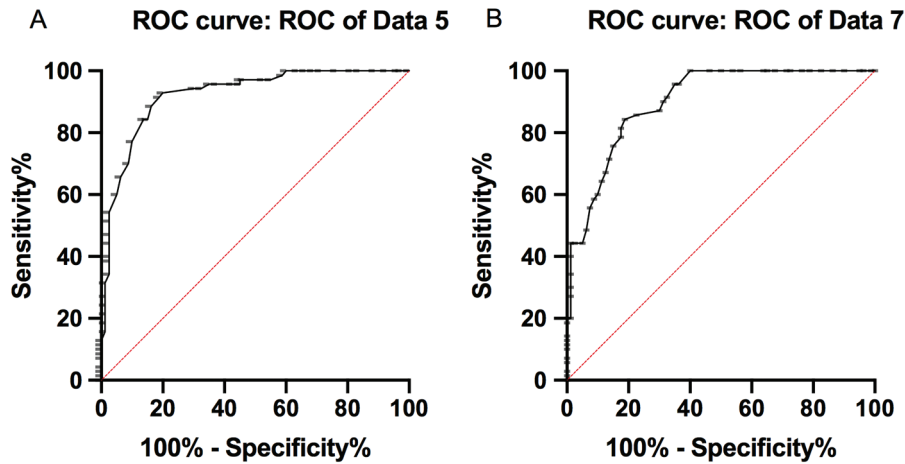 A
ROC curve: ROC of Data 5
100
80
60
40
20
0
Sensitivity%
0 20 40 60 80 100
100% - Specificity%
B
ROC curve: ROC of Data 7
100
80
60
40
20
0
Sensitivity%
0 20 40 60 80 100
100% - Specificity%